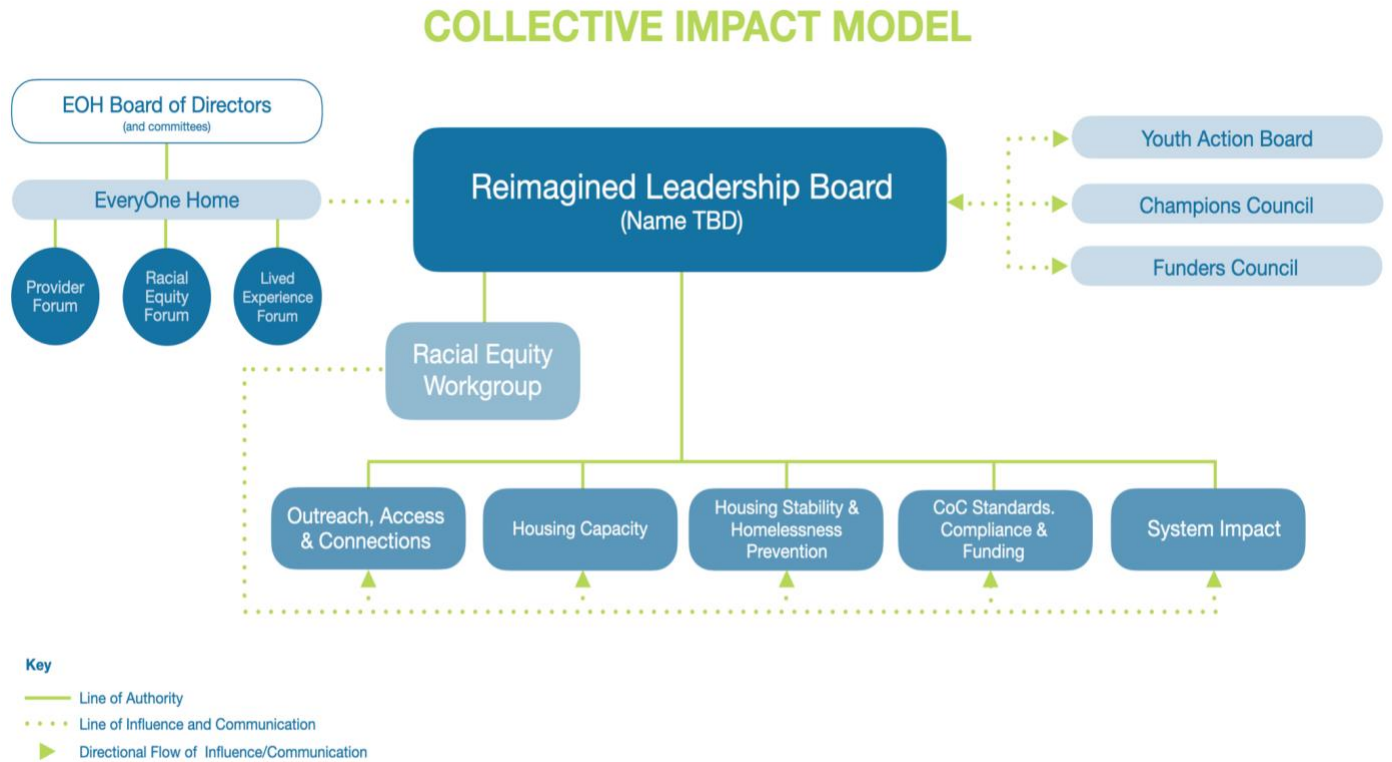 COLLECTIVE IMPACT MODEL
EOH Board of Directors
(and committees)
EveryOne Home
Provider
Forum
Racial
Equity
Forum
Lived
Experience
Forum
Reimagined Leadership Board
(Name TBD)
Youth Action Board
Champions Council
Funders Council
Racial Equity
Workgroup
Outreach, Access
& Connections
Housing Capacity
Housing Stability &
Homelessness
Prevention
CoC Standards.
Compliance &
Funding
System Impact
Key
Line of Authority
Line of Influence and Communication
Directional Flow of Influence/Communication